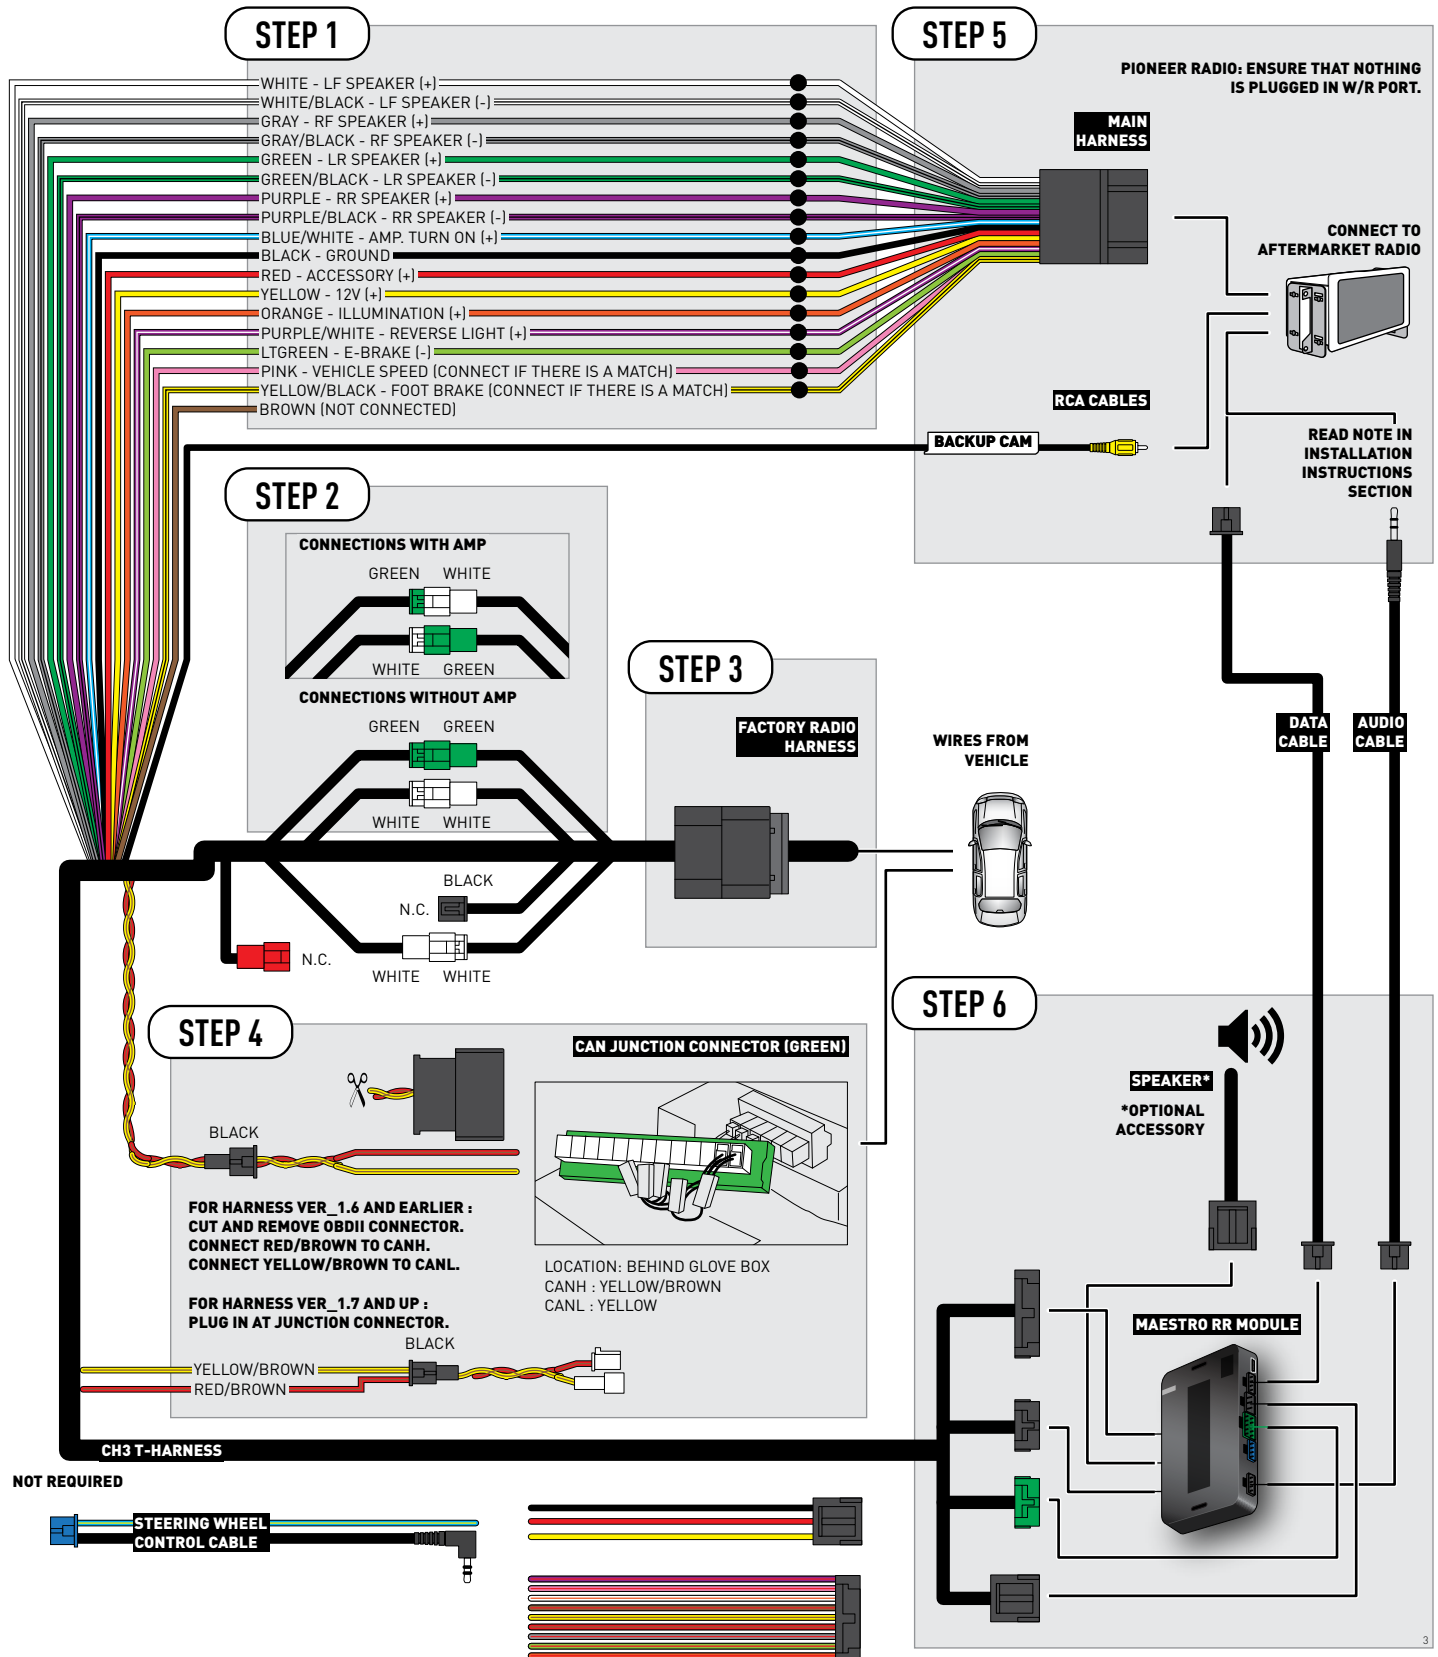 STEP 1
WHITE - LF SPEAKER (+)
WHITE/BLACK - LF SPEAKER (-)
GRAY - RF SPEAKER (+)
GRAY/BLACK - RF SPEAKER (-)
GREEN - LR SPEAKER (+)
GREEN/BLACK - LR SPEAKER (-)
PURPLE - RR SPEAKER (+)
PURPLE/BLACK - RR SPEAKER (-)
BLUE/WHITE - AMP. TURN ON (+)
BLACK - GROUND
RED - ACCESSORY (+)
YELLOW - 12V (+)
ORANGE - ILLUMINATION (+)
PURPLE/WHITE - REVERSE LIGHT (+)
LTGREEN - E-BRAKE (-)
PINK - VEHICLE SPEED (CONNECT IF THERE IS A MATCH)
YELLOW/BLACK - FOOT BRAKE (CONNECT IF THERE IS A MATCH)
BROWN (NOT CONNECTED)
STEP 5
PIONEER RADIO: ENSURE THAT NOTHING
IS PLUGGED IN W/R PORT.
MAIN
HARNESS
CONNECT TO
AFTERMARKET RADIO
RCA CABLES
BACKUP CAM
READ NOTE IN
INSTALLATION
INSTRUCTIONS
SECTION
STEP 2
CONNECTIONS WITH AMP
GREEN WHITE
WHITE GREEN
CONNECTIONS WITHOUT AMP
GREEN GREEN
WHITE WHITE
BLACK
N.C.
N.C.
WHITE WHITE
STEP 3
FACTORY RADIO
HARNESS
WIRES FROM
VEHICLE
DATA
CABLE
AUDIO
CABLE
STEP 4
CAN JUNCTION CONNECTOR (GREEN)
BLACK
FOR HARNESS VER_1.6 AND EARLIER :
CUT AND REMOVE OBDII CONNECTOR.
CONNECT RED/BROWN TO CANH.
CONNECT YELLOW/BROWN TO CANL.
LOCATION: BEHIND GLOVE BOX
CANH : YELLOW/BROWN
CANL : YELLOW
FOR HARNESS VER_1.7 AND UP :
PLUG IN AT JUNCTION CONNECTOR.
BLACK
YELLOW/BROWN
RED/BROWN
STEP 6
SPEAKER*
*OPTIONAL
ACCESSORY
MAESTRO RR MODULE
CH3 T-HARNESS
NOT REQUIRED
STEERING WHEEL
CONTROL CABLE
3